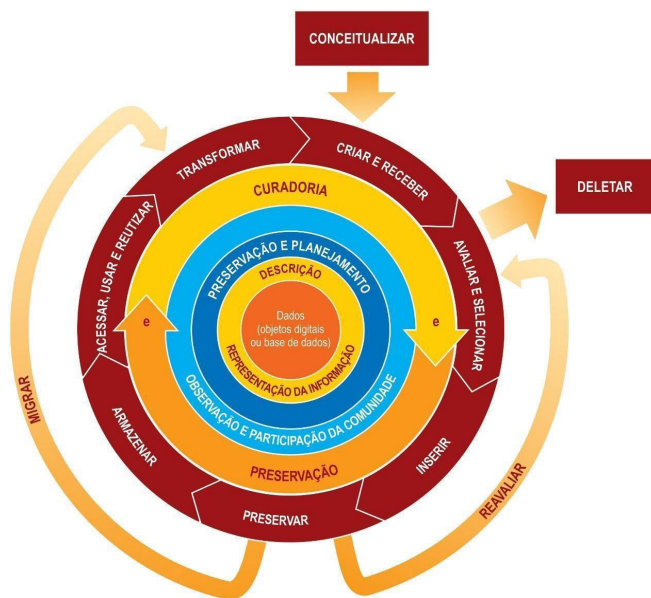 CONCEITUALIZAR
DELETAR
TRANSFORMAR
CRIAR E RECEBER
AVALIAR E SELECIONAR
INSERIR
PRESERVAR
ARMAZENAR
ACESSAR, USAR E REUTIZAR
MIGRAR
REAVALIAR
CURADORIA
e
PRESERVAÇÃO
e
OBSERVAÇÃO E PARTICIPAÇÃO DA COMUNIDADE
PRESERVAÇÃO E PLANEJAMENTO
DESCRIÇÃO
REPRESENTAÇÃO DA INFORMAÇÃO
Dados
(objetos digitais
ou base de dados)